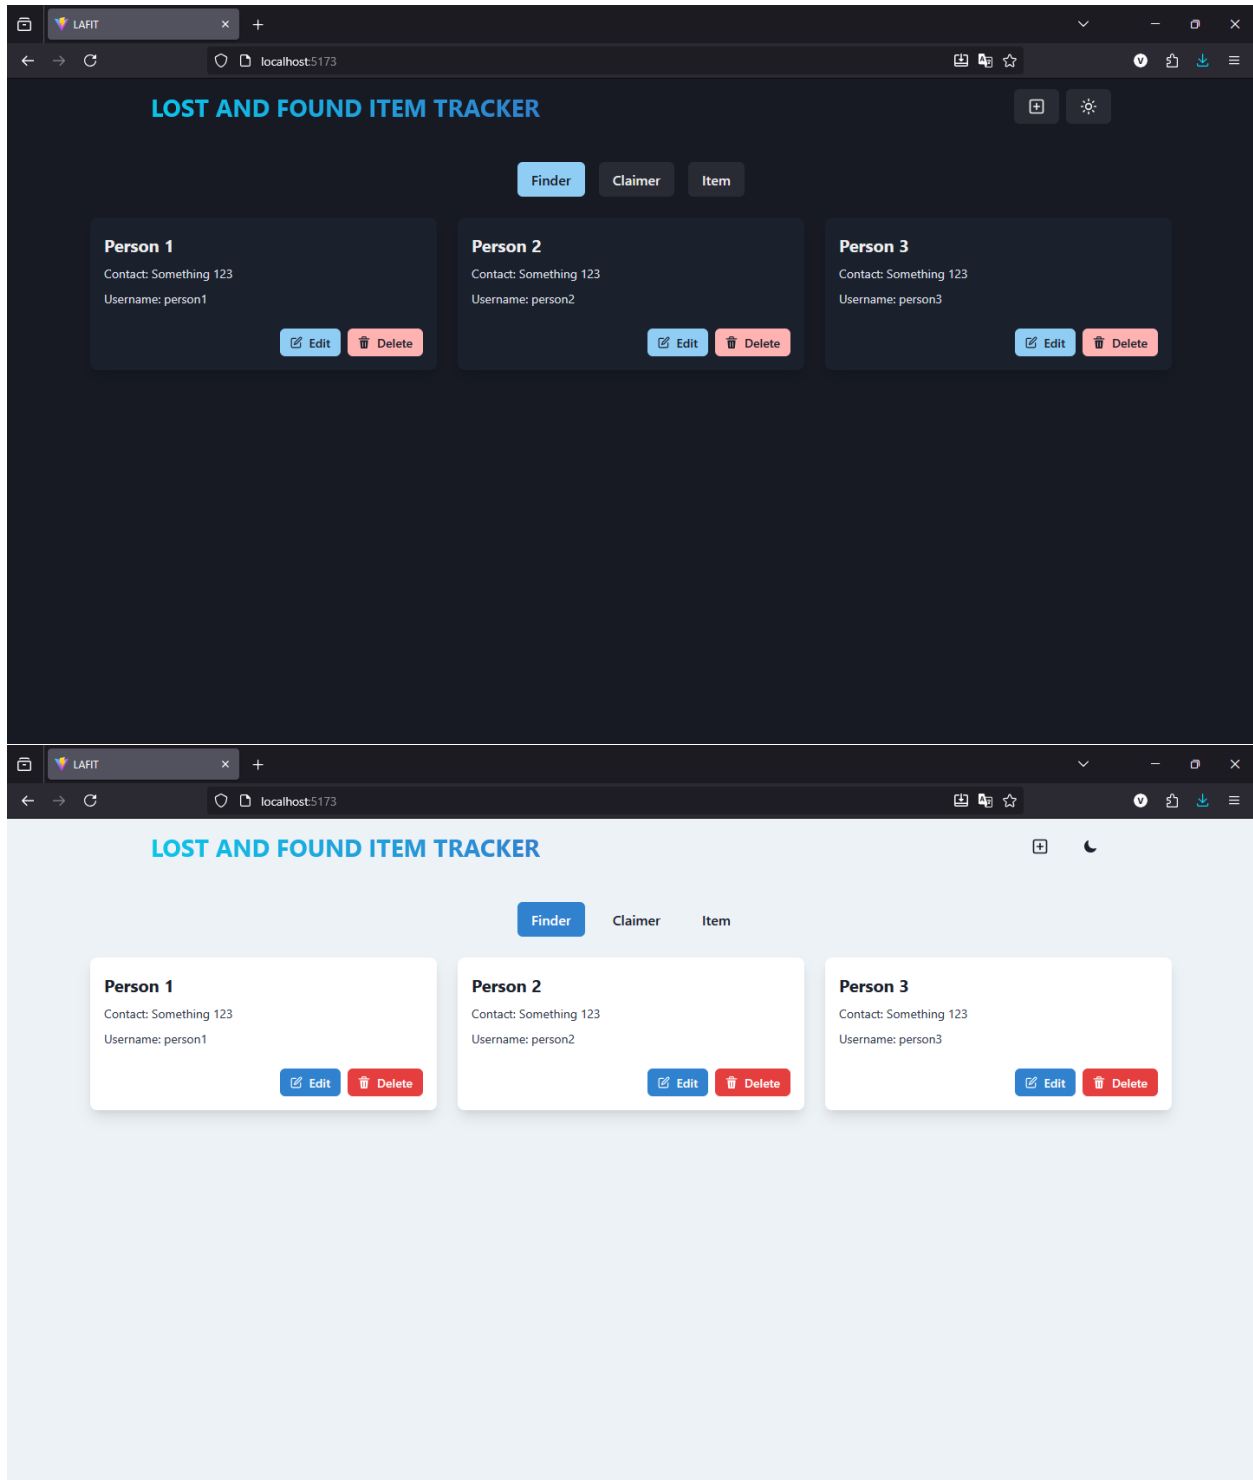 LAFIT
localhost:5173
LOST AND FOUND ITEM TRACKER
Finder Claimer Item
Person 1
Contact: Something 123
Username: person1
Edit Delete
Person 2
Contact: Something 123
Username: person2
Edit Delete
Person 3
Contact: Something 123
Username: person3
Edit Delete
LAFIT
localhost:5173
LOST AND FOUND ITEM TRACKER
Finder Claimer Item
Person 1
Contact: Something 123
Username: person1
Edit Delete
Person 2
Contact: Something 123
Username: person2
Edit Delete
Person 3
Contact: Something 123
Username: person3
Edit Delete